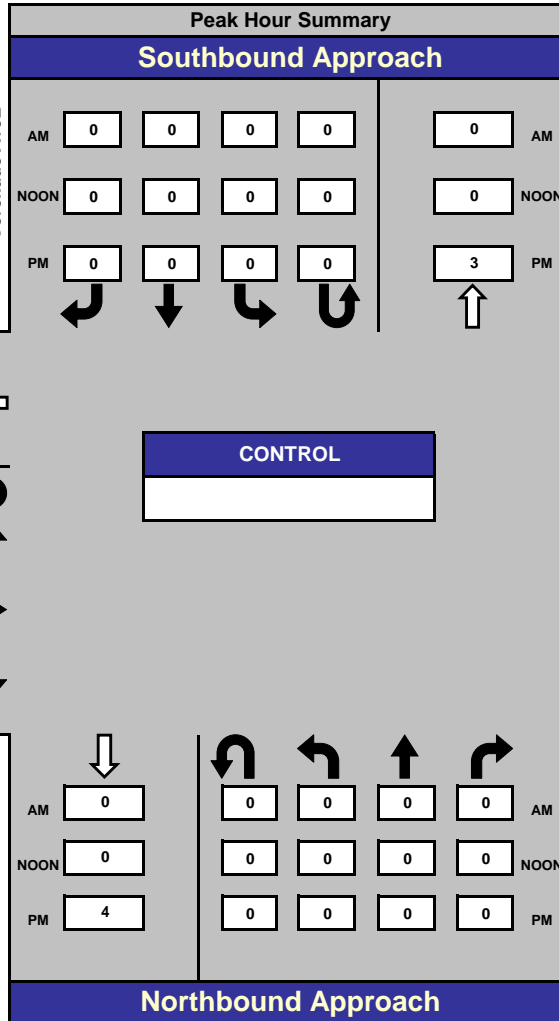 Peak Hour Summary
Southbound Approach
AM 0 0 0 0 0 AM
NOON 0 0 0 0 0 NOON
PM 0 0 0 0 3 PM
CONTROL
AM 0 0 0 0 0 AM
NOON 0 0 0 0 0 NOON
PM 4 0 0 0 0 PM
Northbound Approach